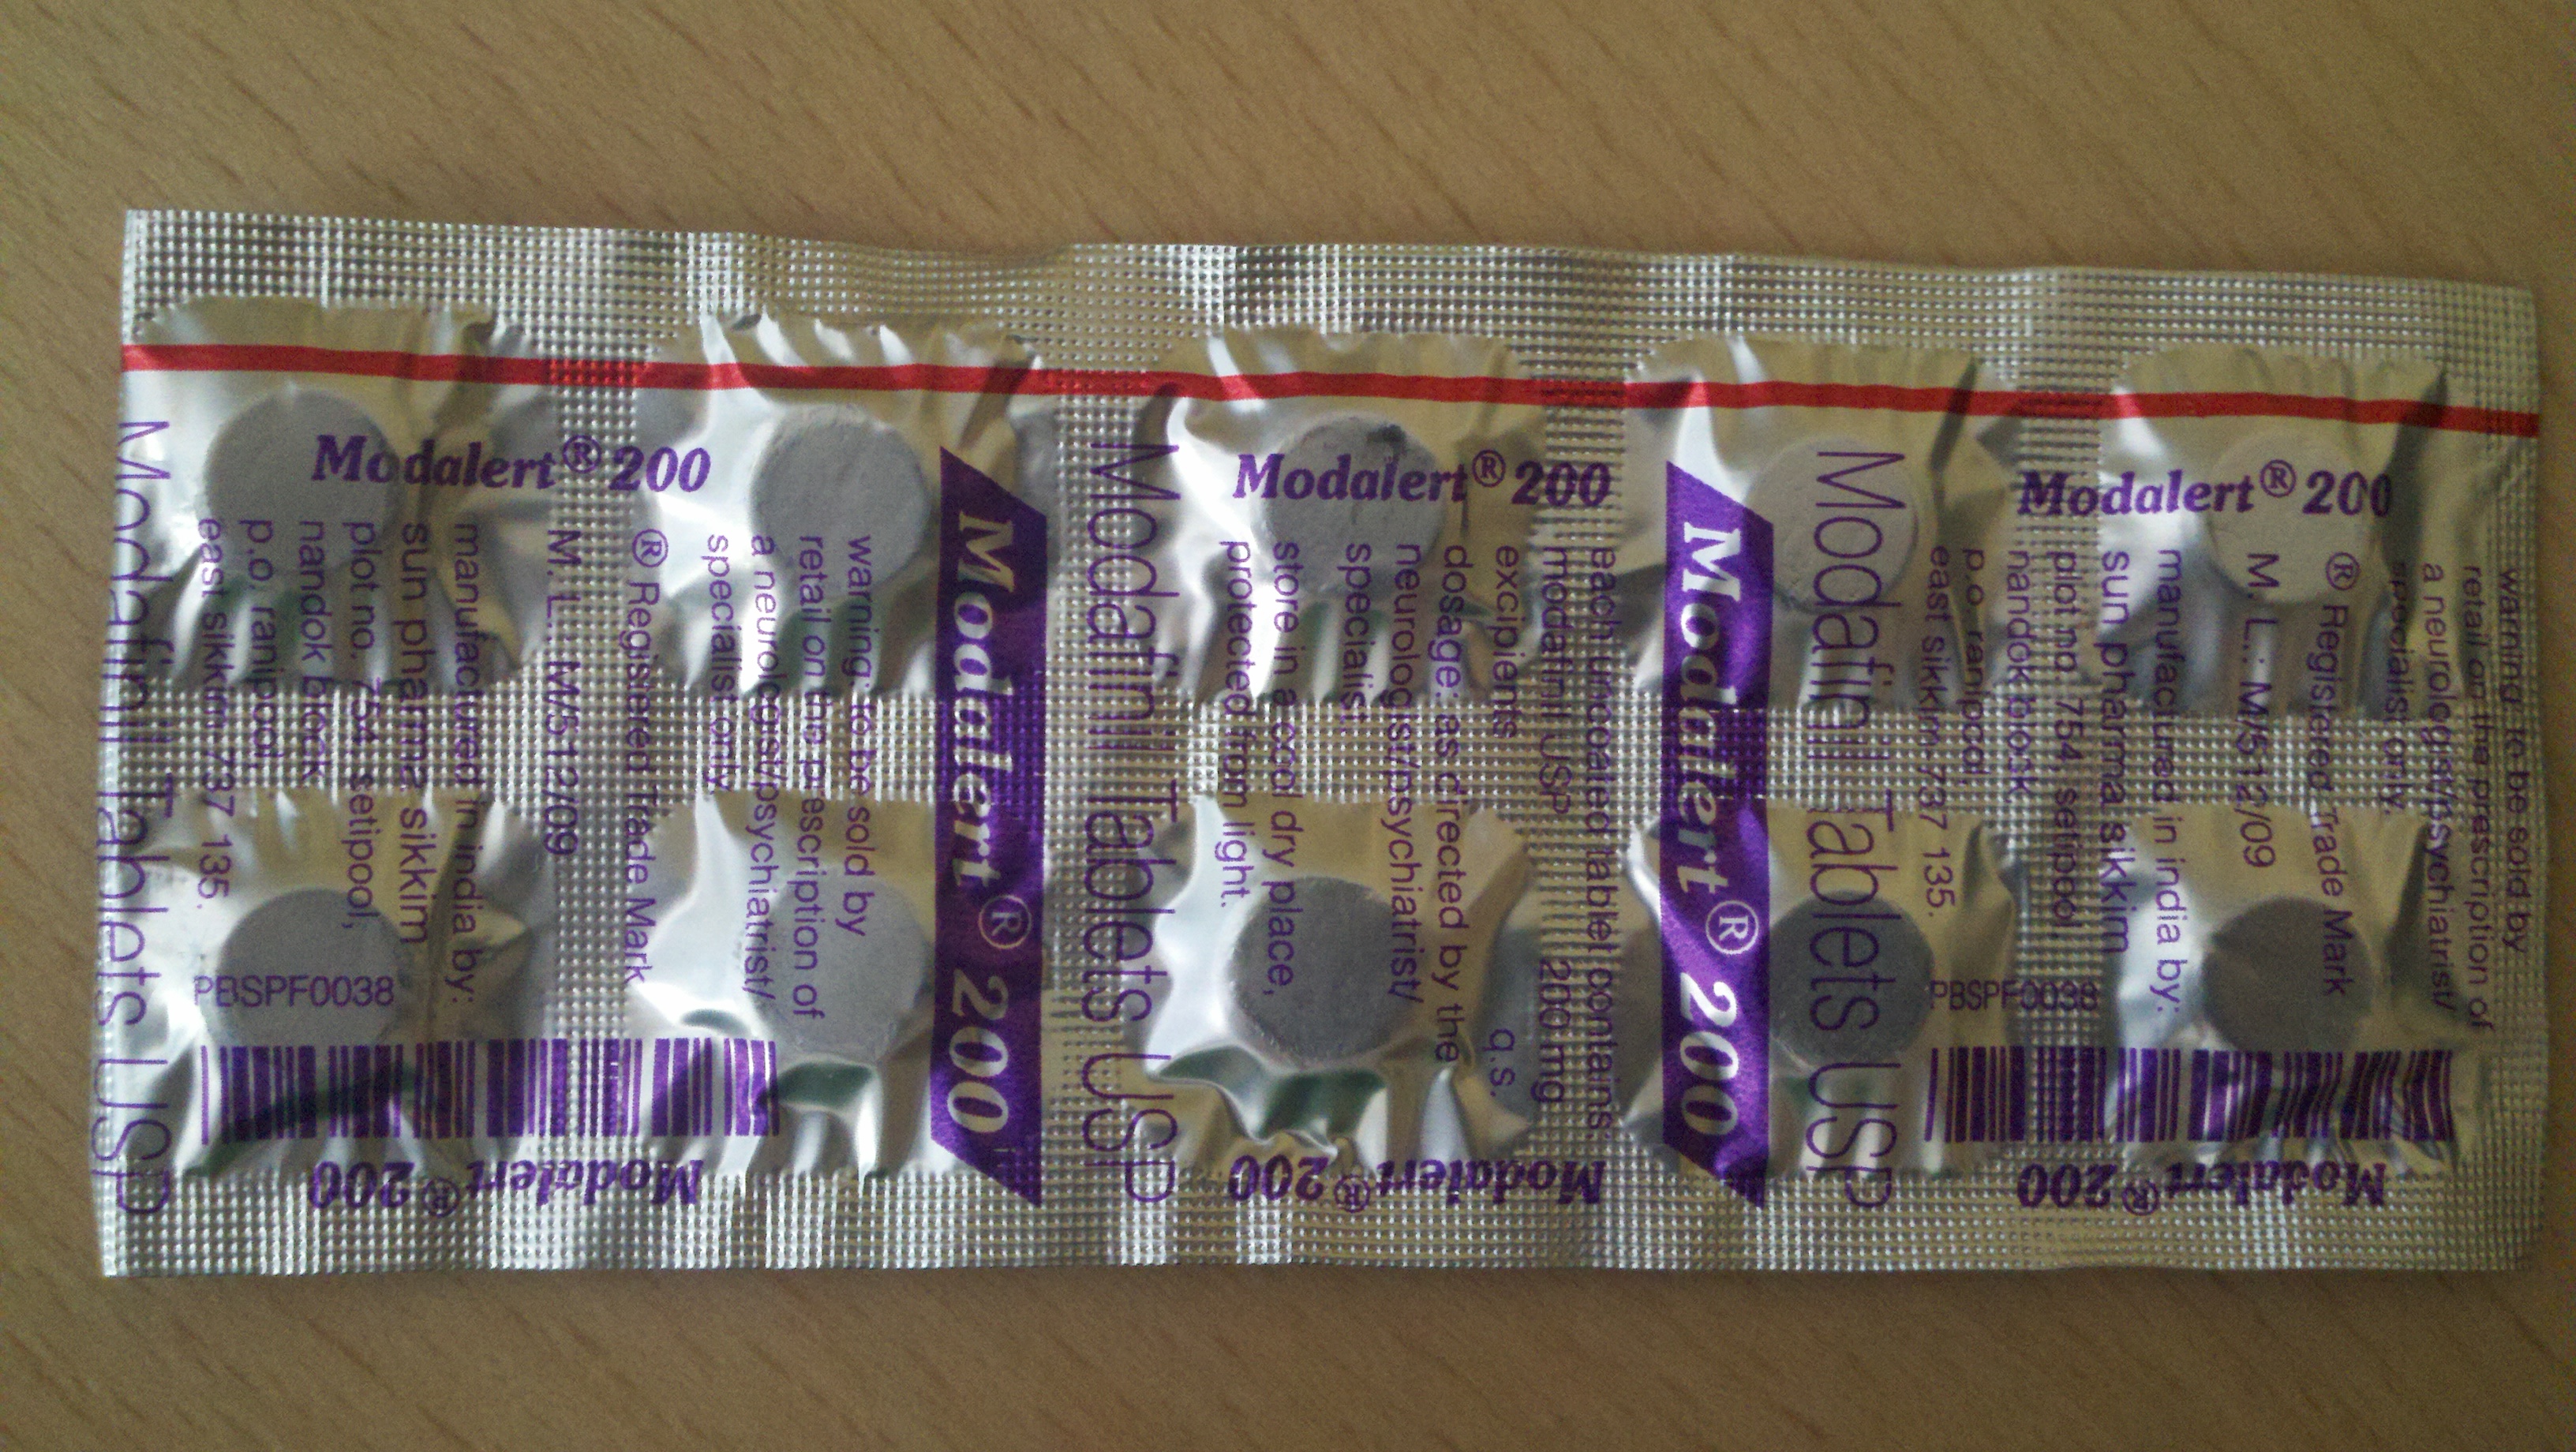 Modafinil Tablets USP
Modalert® 200
manufactured in india by:
sun pharma sikkim
plot no. 754, setipool,
nandok block,
p.o. ranipool,
east sikkim-737 135.
M. L.: M/512/09
® Registered Trade Mark
warning: to be sold by
retail on the prescription of
a neurologist/psychiatrist/
specialist only.
PBSPF0038
Modalert® 200
Modalert® 200
Modafinil Tablets USP
Modalert® 200
each uncoated tablet contains:
modafinil USP 200 mg
excipients q.s.
dosage: as directed by the
neurologist/psychiatrist/
specialist.
store in a cool dry place,
protected from light.
Modalert® 200
Modalert® 200
Modafinil Tablets USP
Modalert® 200
warning: to be sold by
retail on the prescription of
a neurologist/psychiatrist/
specialist only.
® Registered Trade Mark
M. L.: M/512/09
manufactured in india by:
sun pharma sikkim
plot no. 754, setipool,
nandok block,
p.o. ranipool,
east sikkim-737 135.
PBSPF0038
Modalert® 200